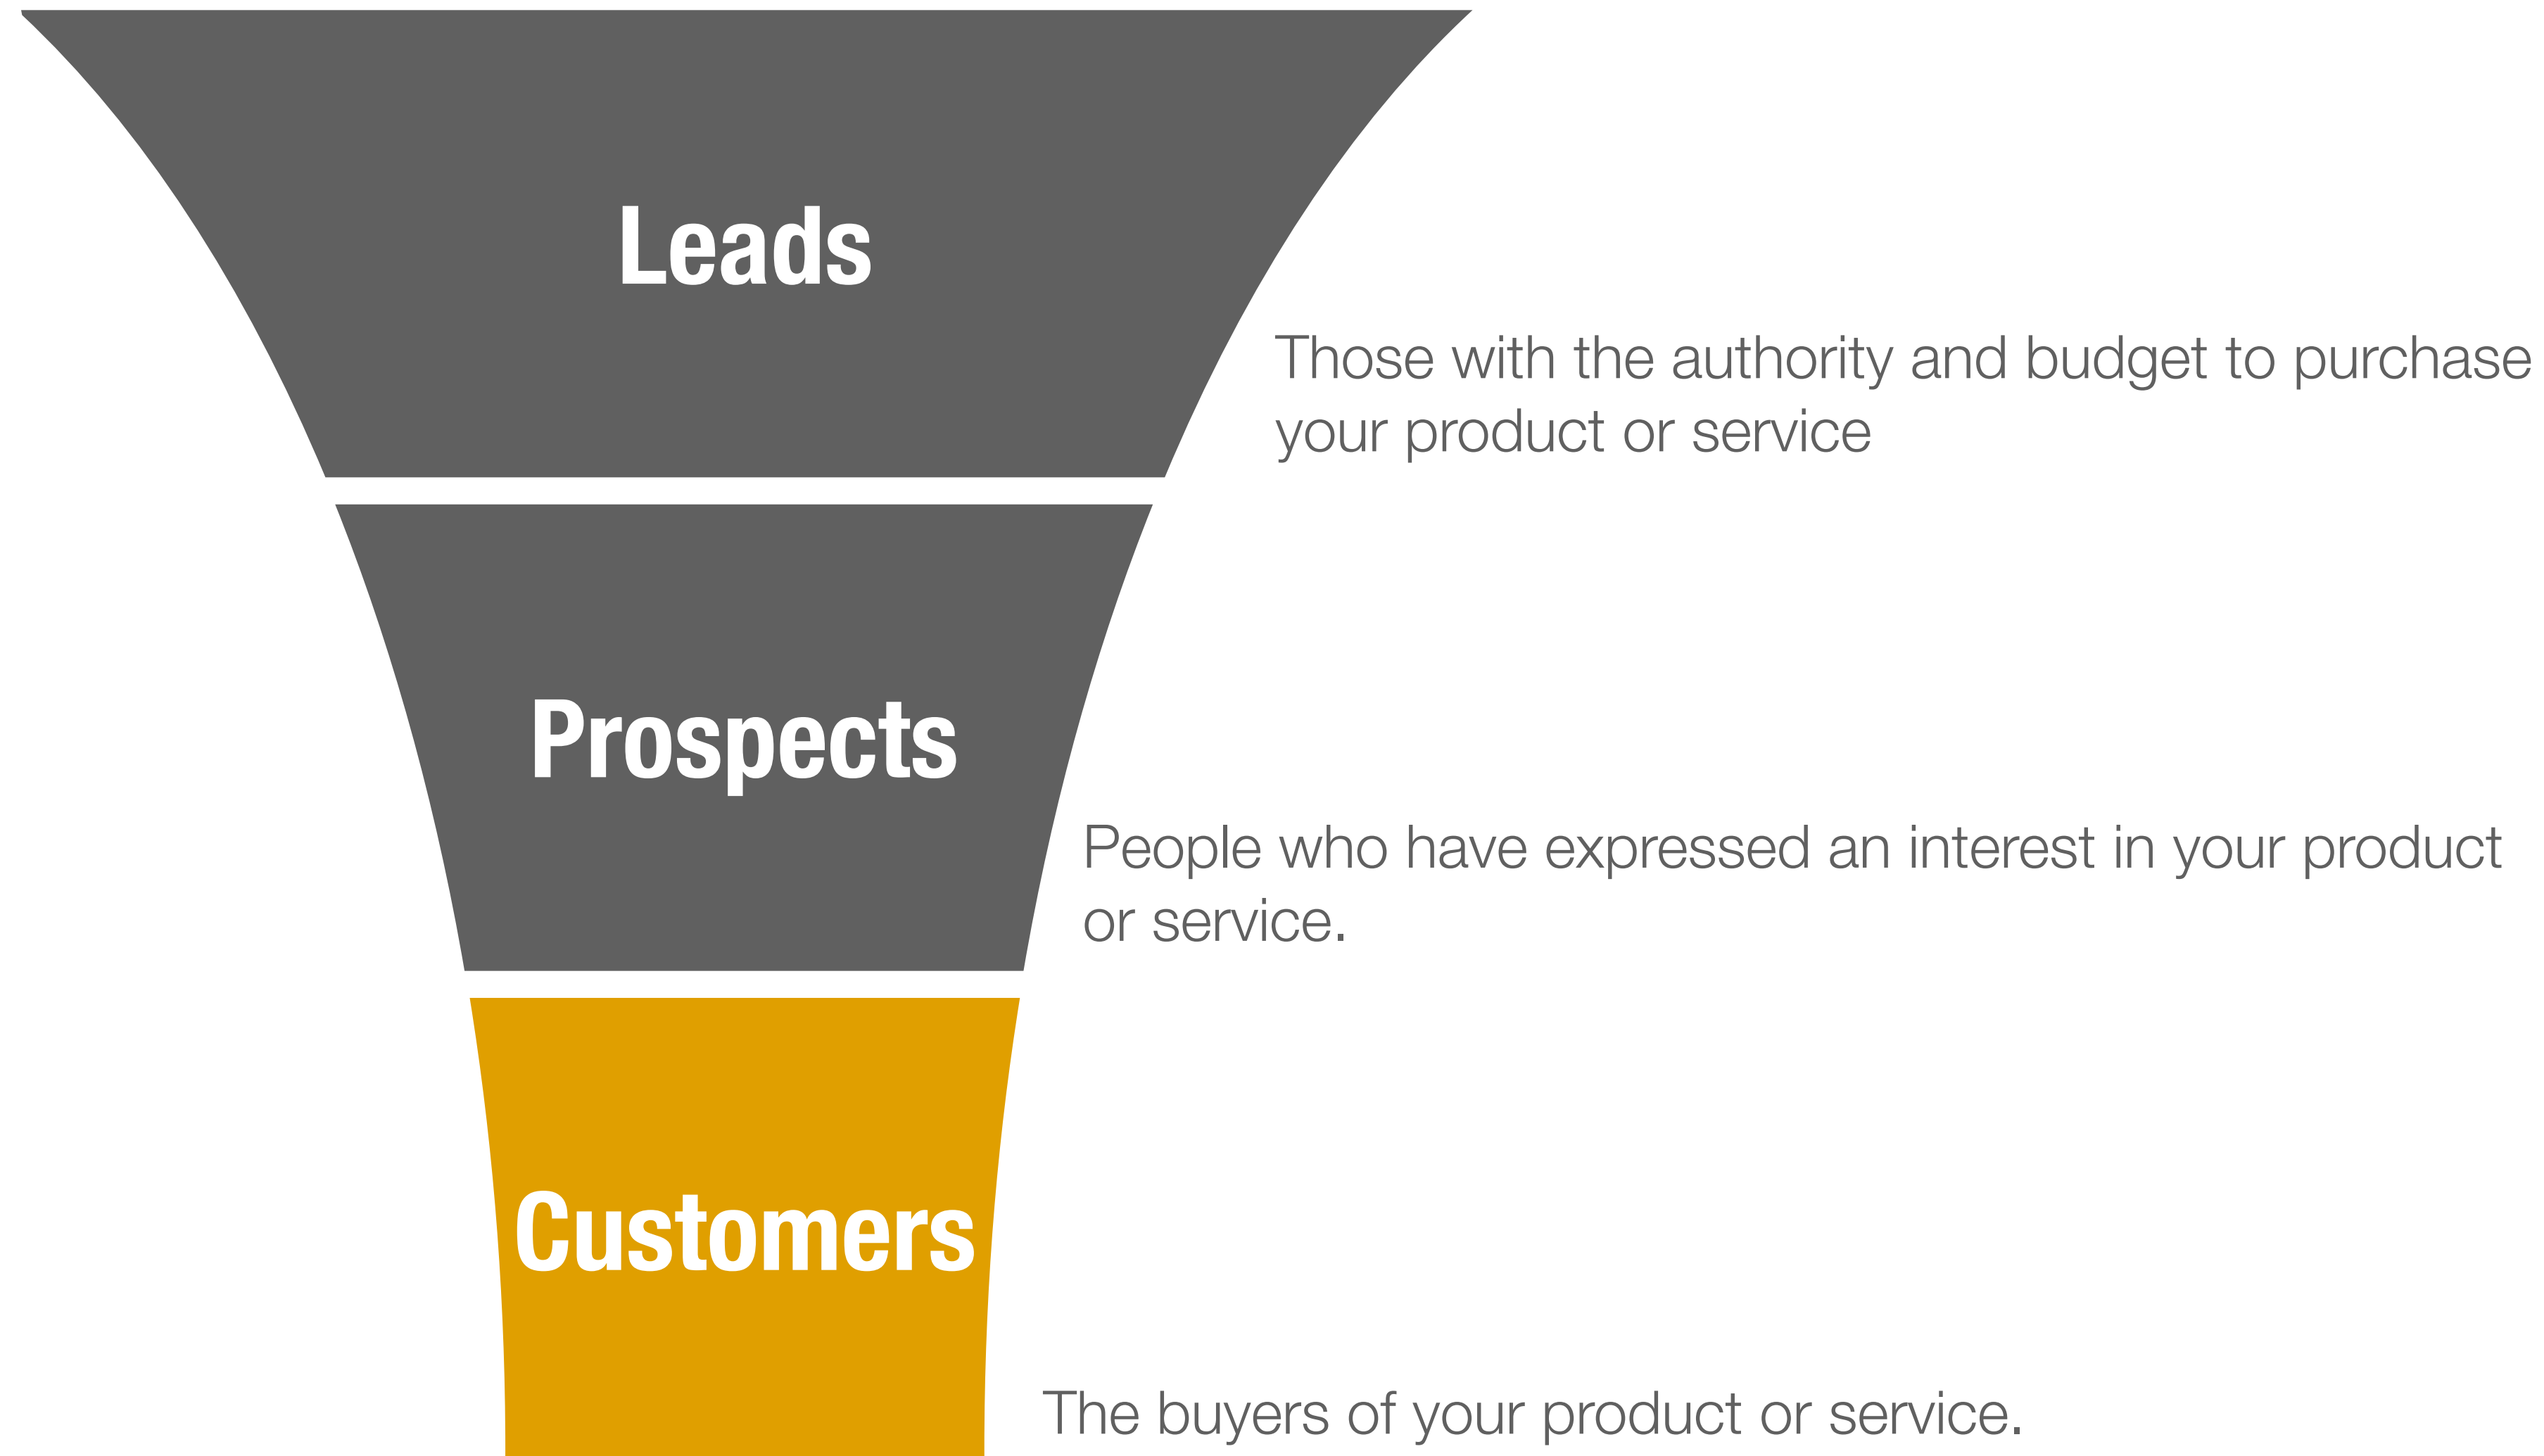 Leads
Those with the authority and budget to purchase
your product or service
Prospects
People who have expressed an interest in your product
or service.
Customers
The buyers of your product or service.